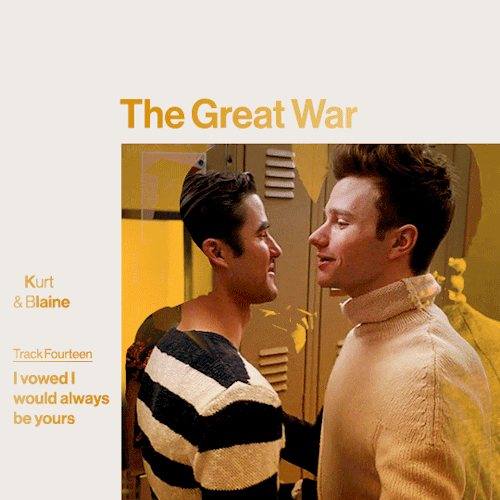 The Great War
Kurt
& Blaine
Track Fourteen
I vowed I
would always
be yours